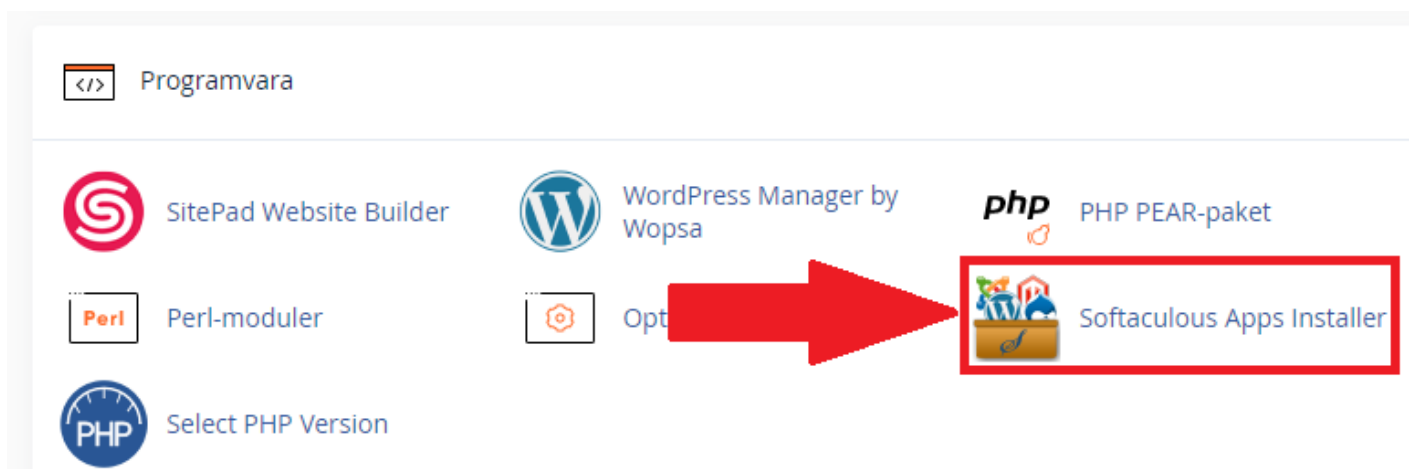 </> Programvara
SitePad Website Builder
WordPress Manager by
Wopsa
php PHP PEAR-paket
Perl Perl-moduler
Opt
Softaculous Apps Installer
PHP Select PHP Version